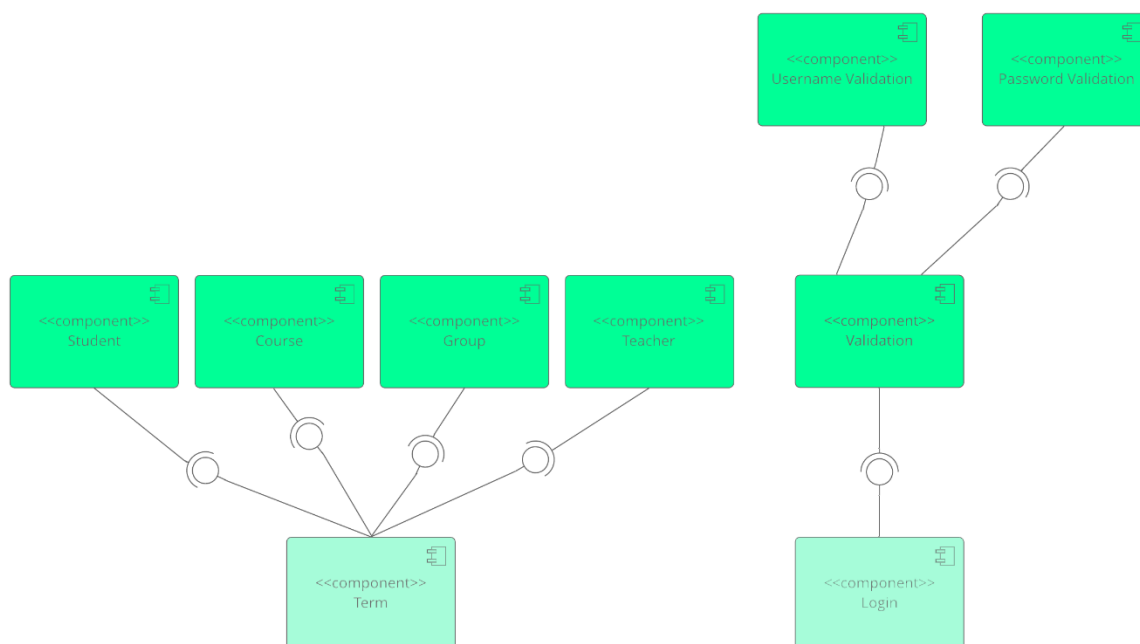 <<component>>
Username Validation
<<component>>
Password Validation
<<component>>
Student
<<component>>
Course
<<component>>
Group
<<component>>
Teacher
<<component>>
Validation
<<component>>
Term
<<component>>
Login